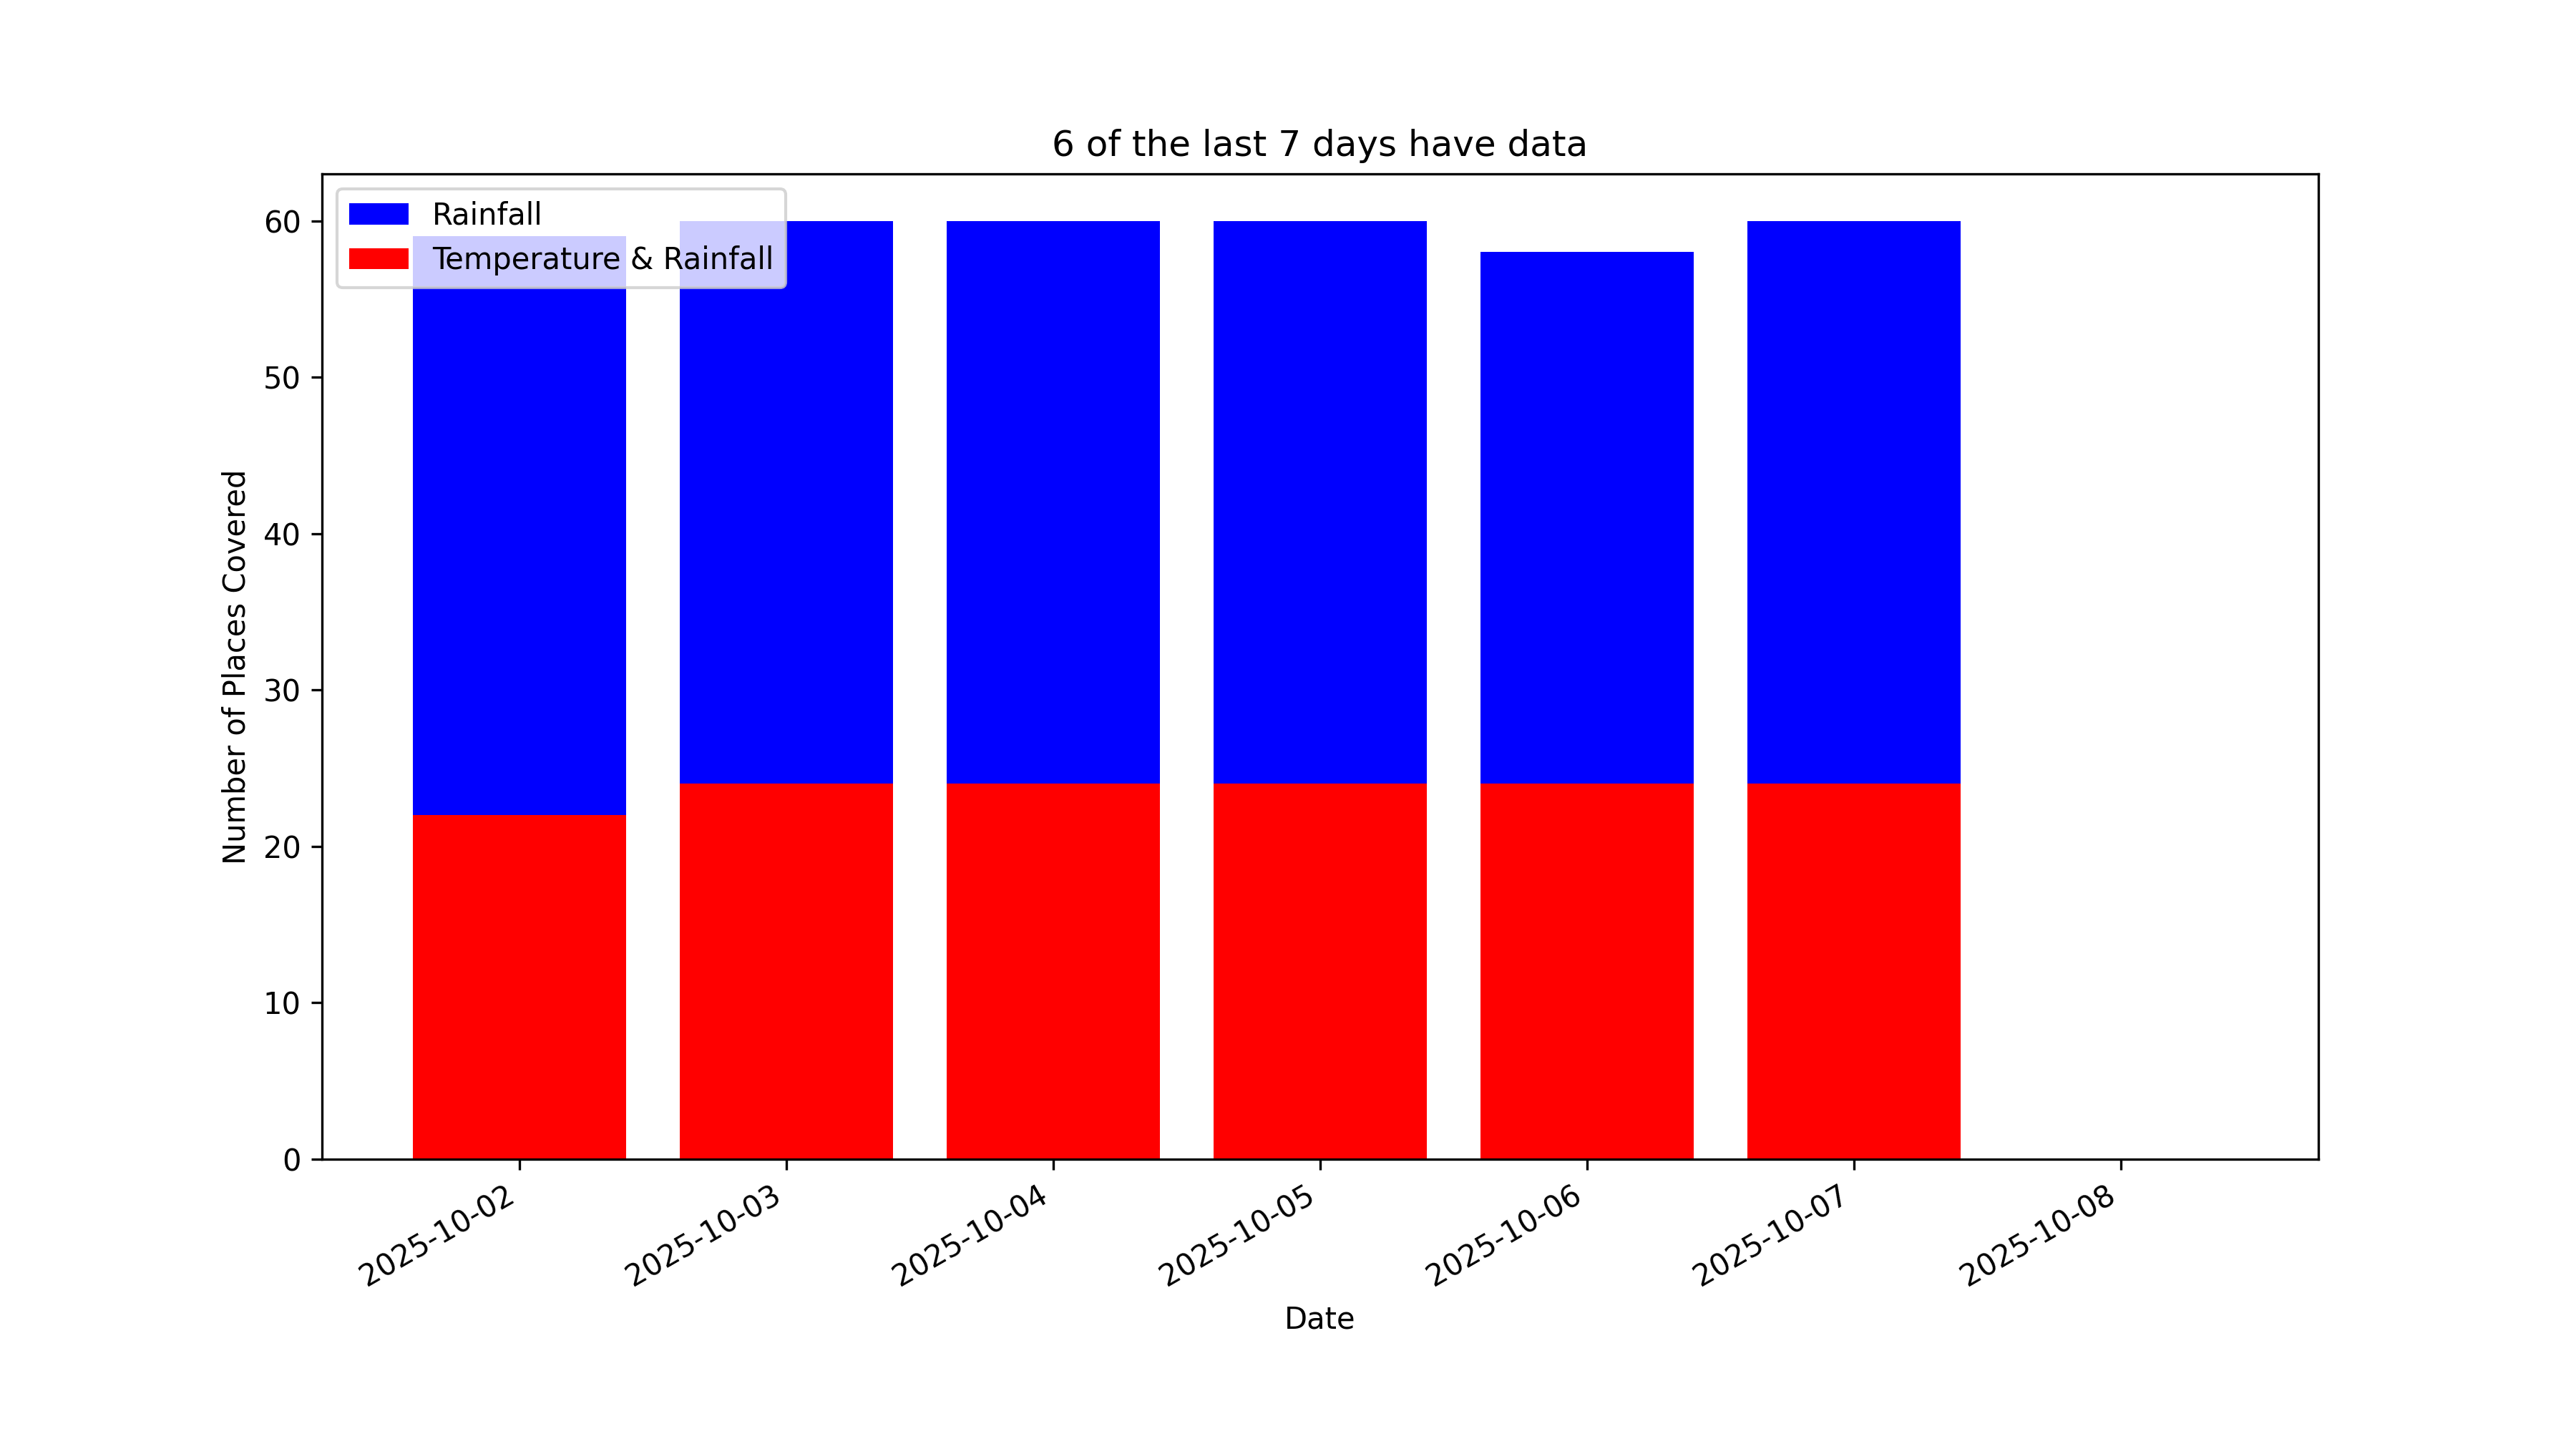 6 of the last 7 days have data
Rainfall
Temperature & Rainfall
Number of Places Covered
60
50
40
30
20
10
0
2025-10-02
2025-10-03
2025-10-04
2025-10-05
2025-10-06
2025-10-07
2025-10-08
Date